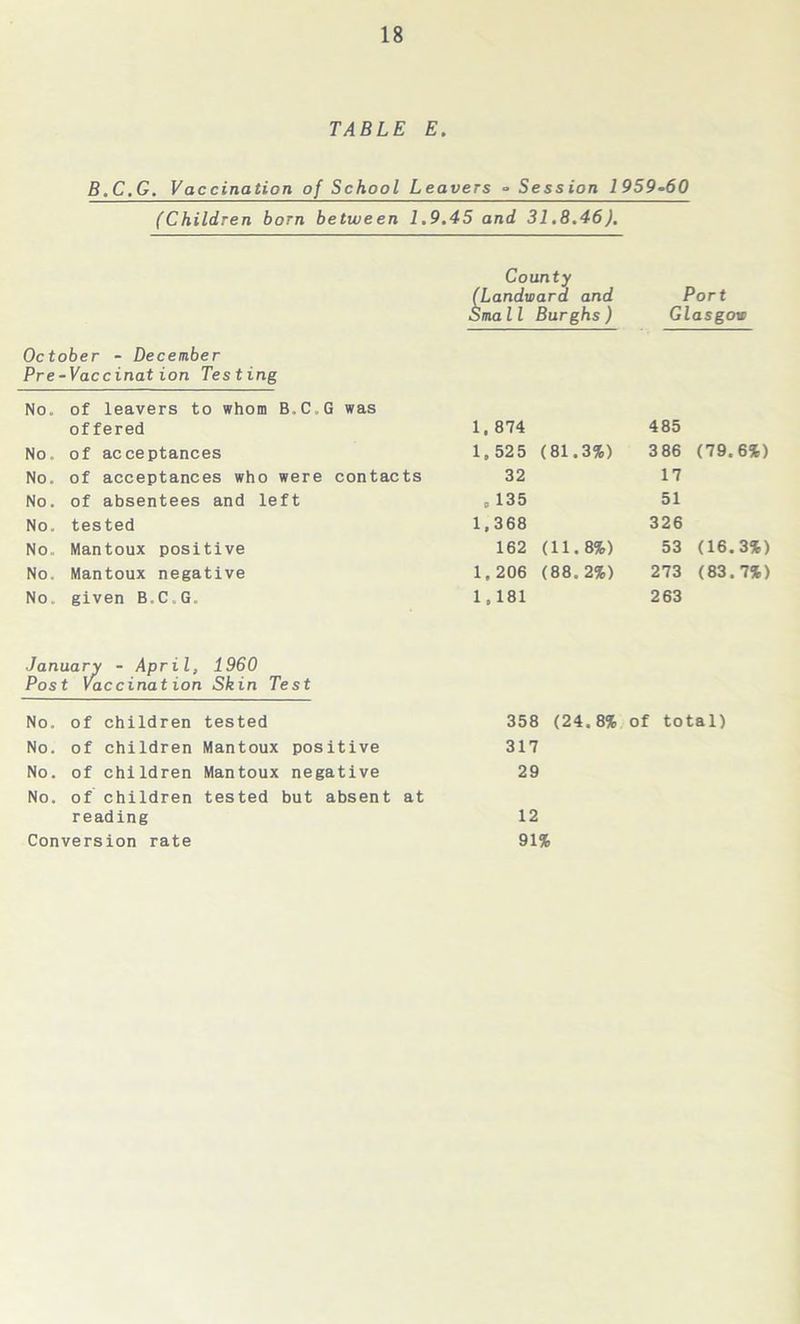 18
TABLE E.
B.C.G. Vaccination of School Leavers - Session 1959-60
(Children born between 1.9.45 and 31.8.46).
County
(Landward and Port
Small Burghs) Glasgow
October - December
Pre-Vaccination Testing
No. of leavers to whom B.C.G was
offered 1,874 485
No. of acceptances 1,525 (81.3%) 386 (79.6%)
No. of acceptances who were contacts 32 17
No. of absentees and left 135 51
No. tested 1,368 326
No. Mantoux positive 162 (11.8%) 53 (16.3%)
No. Mantoux negative 1,206 (88.2%) 273 (83.7%)
No. given B.C.G. 1,181 263
January - April, 1960
Post Vaccination Skin Test
No. of children tested 358 (24.8% of total)
No. of children Mantoux positive 317
No. of children Mantoux negative 29
No. of children tested but absent at
reading 12
Conversion rate 91%